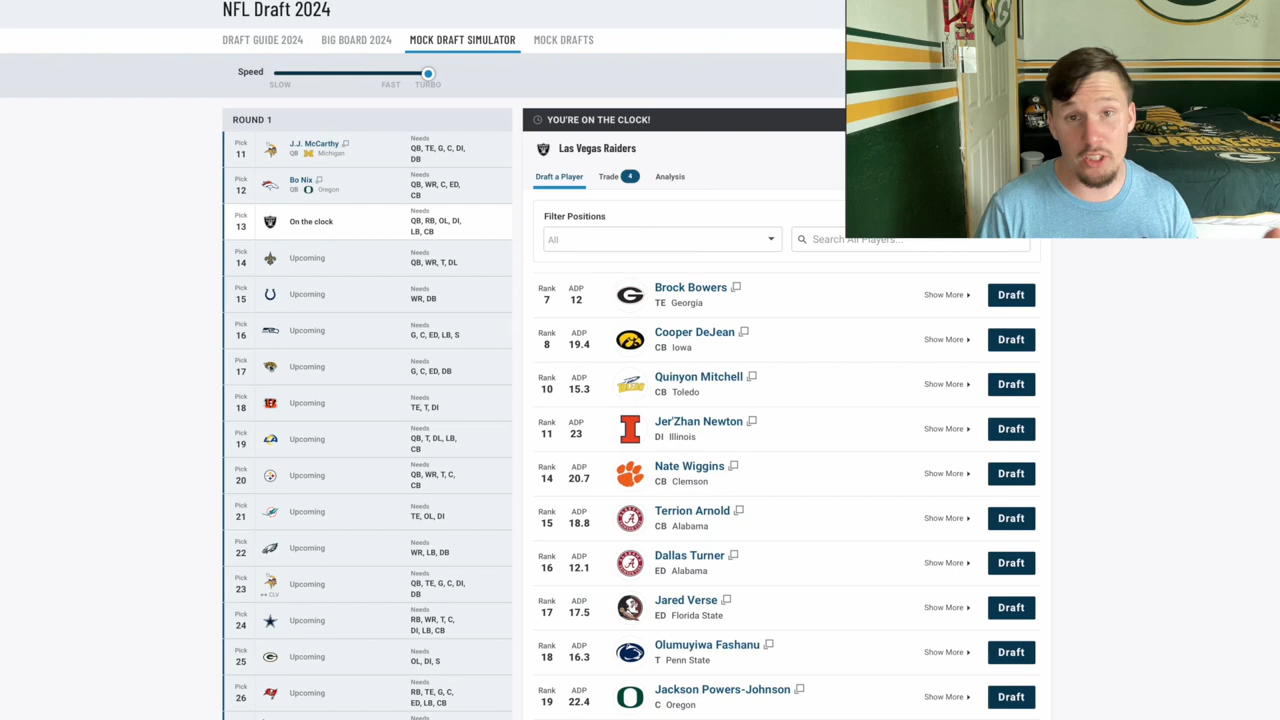 NFL Draft 2024
DRAFT GUIDE 2024 BIG BOARD 2024 MOCK DRAFT SIMULATOR MOCK DRAFTS
Speed
SLOW FAST TURBO
ROUND 1
Pick 11 J.J. McCarthy QB Michigan Needs QB, TE, G, C, DI, DB
Pick 12 Bo Nix QB Oregon Needs QB, WR, C, ED, CB
Pick 13 On the clock Needs QB, RB, OL, DI, LB, CB
Pick 14 Upcoming Needs QB, WR, T, DL
Pick 15 Upcoming Needs WR, DB
Pick 16 Upcoming Needs G, C, ED, LB, S
Pick 17 Upcoming Needs G, C, ED, DB
Pick 18 Upcoming Needs TE, T, DI
Pick 19 Upcoming Needs QB, T, DL, LB, CB
Pick 20 Upcoming Needs QB, WR, T, C, CB
Pick 21 Upcoming Needs TE, OL, DI
Pick 22 Upcoming Needs WR, LB, DB
Pick 23 ↔ CLV Upcoming Needs QB, TE, G, C, DI, DB
Pick 24 Upcoming Needs RB, WR, T, C, DI, LB, CB
Pick 25 Upcoming Needs OL, DI, S
Pick 26 Upcoming Needs RB, TE, G, C, ED, LB, CB
YOU'RE ON THE CLOCK!
Las Vegas Raiders
Draft a Player Trade 4 Analysis
Filter Positions
All Search All Players...
Rank 7 ADP 12 Brock Bowers TE Georgia Show More Draft
Rank 8 ADP 19.4 Cooper DeJean CB Iowa Show More Draft
Rank 10 ADP 15.3 Quinyon Mitchell CB Toledo Show More Draft
Rank 11 ADP 23 Jer'Zhan Newton DI Illinois Show More Draft
Rank 14 ADP 20.7 Nate Wiggins CB Clemson Show More Draft
Rank 15 ADP 18.8 Terrion Arnold CB Alabama Show More Draft
Rank 16 ADP 12.1 Dallas Turner ED Alabama Show More Draft
Rank 17 ADP 17.5 Jared Verse ED Florida State Show More Draft
Rank 18 ADP 16.3 Olumuyiwa Fashanu T Penn State Show More Draft
Rank 19 ADP 22.4 Jackson Powers-Johnson C Oregon Show More Draft